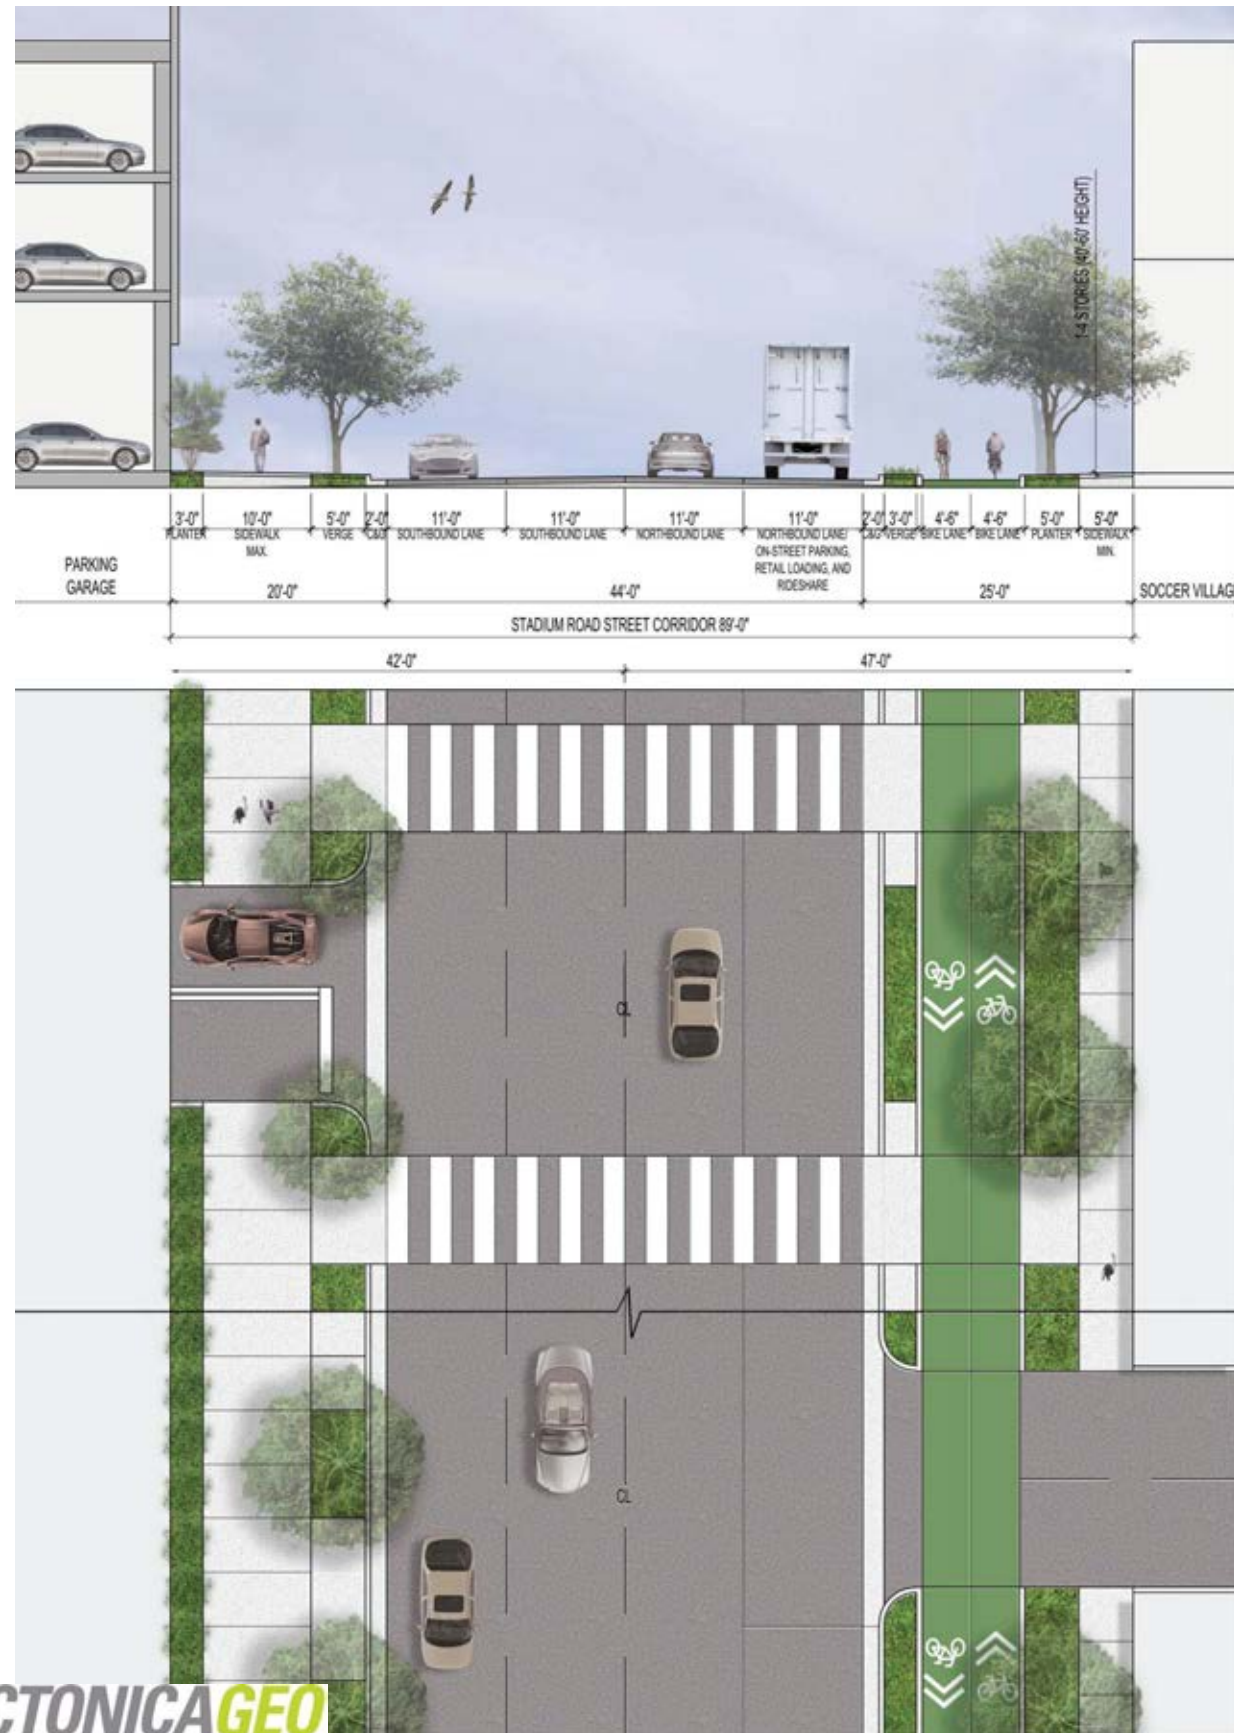 1-4 STORIES (40'-60' HEIGHT)
3'-0" 10'-0" 5'-0" 2'-0" 11'-0" 11'-0" 11'-0" 11'-0" 2'-0" 3'-0" 4'-6" 4'-6" 5'-0" 5'-0"
PLANTER SIDEWALK VERGE C&G SOUTHBOUND LANE SOUTHBOUND LANE NORTHBOUND LANE NORTHBOUND LANE/ C&G VERGE BIKE LANE BIKE LANE PLANTER SIDEWALK
MAX. ON-STREET PARKING, MIN.
RETAIL LOADING, AND
RIDESHARE
PARKING
GARAGE
20'-0" 44'-0" 25'-0" SOCCER VILLAG
STADIUM ROAD STREET CORRIDOR 89'-0"
42'-0" 47'-0"
CL
CL
CTONICAGEO